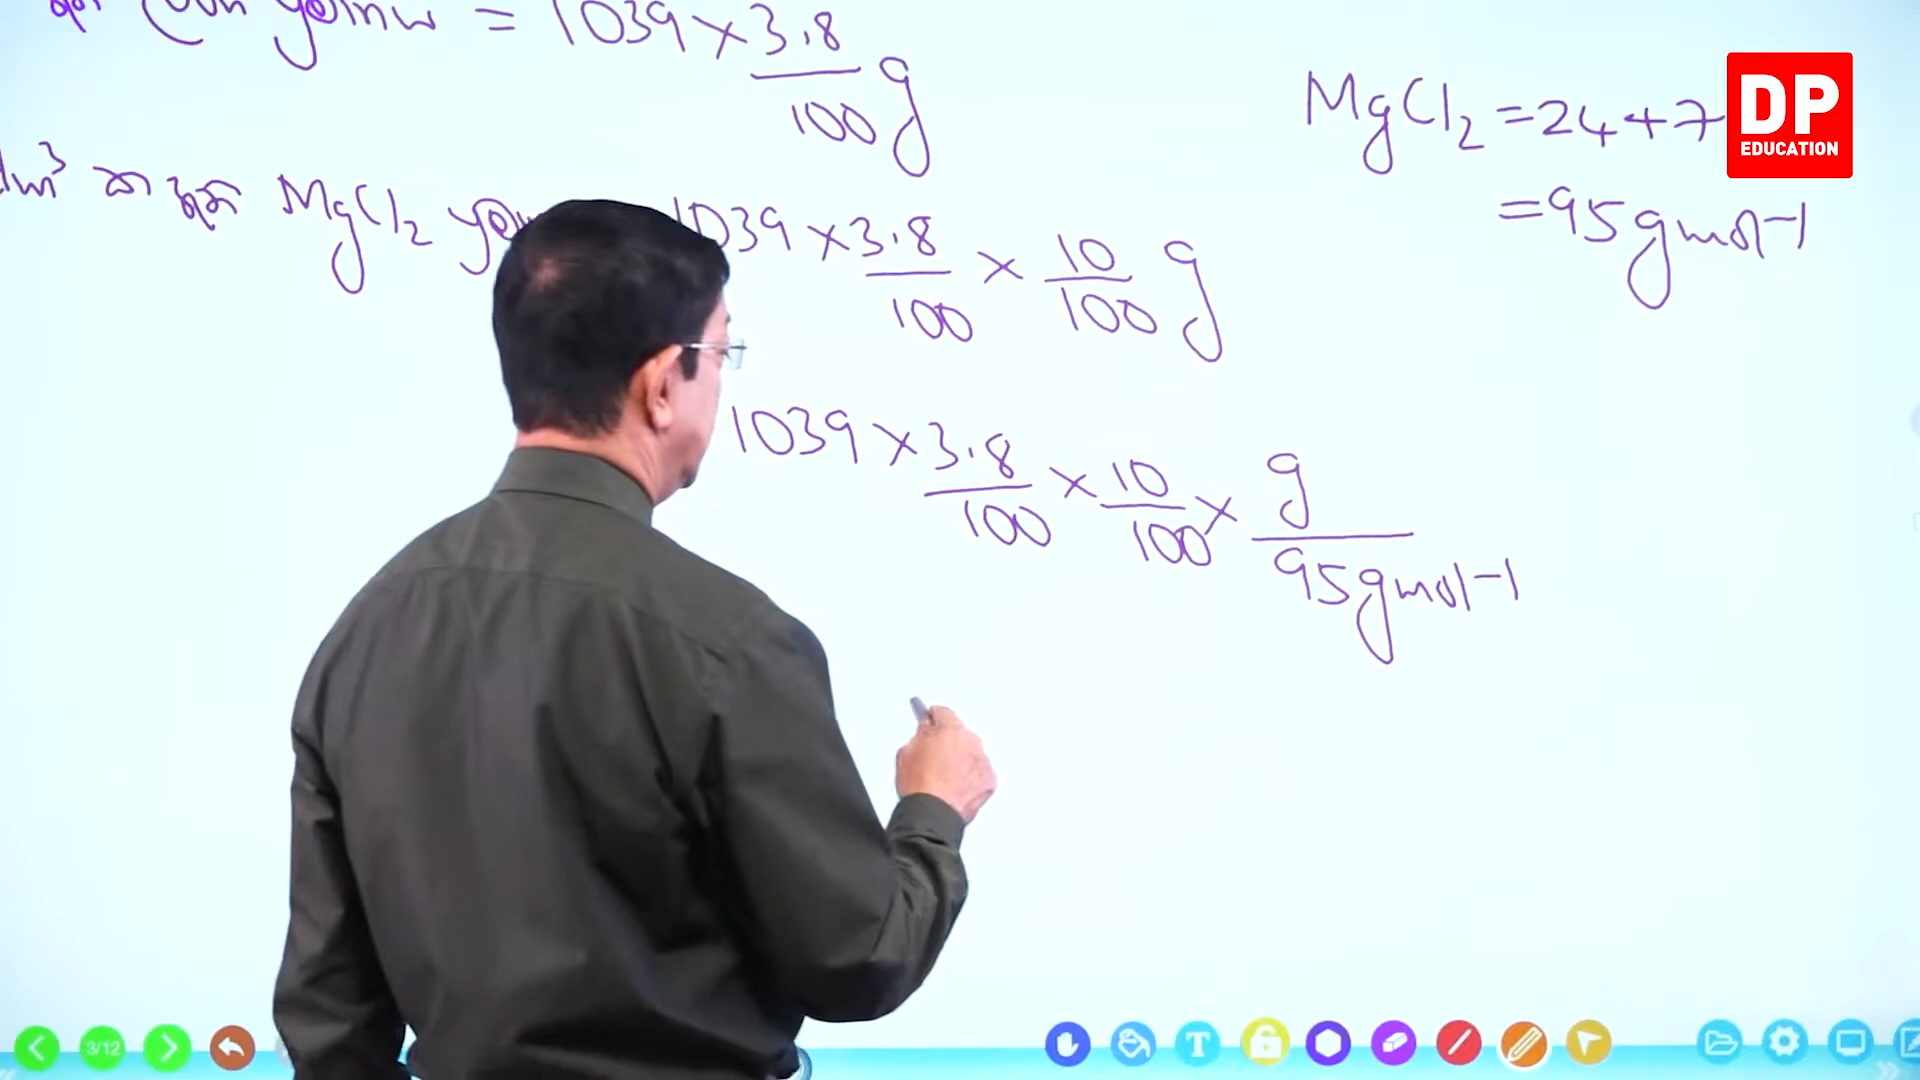 = 1039 × 3.8/100 g
MgCl2 = 24 + 7
= 95 g mol-1
MgCl2
1039 × 3.8/100 × 10/100 g
1039 × 3.8/100 × 10/100 × g/95 g mol-1
DP
EDUCATION
3/12
T